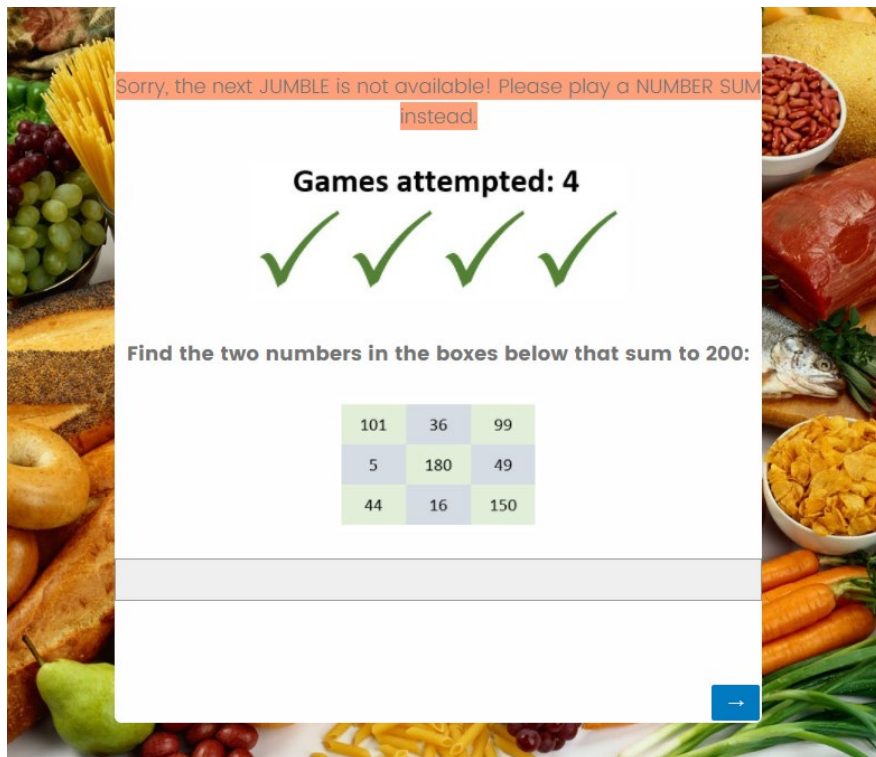 Sorry, the next JUMBLE is not available! Please play a NUMBER SUM
instead.
Games attempted: 4
Find the two numbers in the boxes below that sum to 200:
101 36 99
5 180 49
44 16 150
→